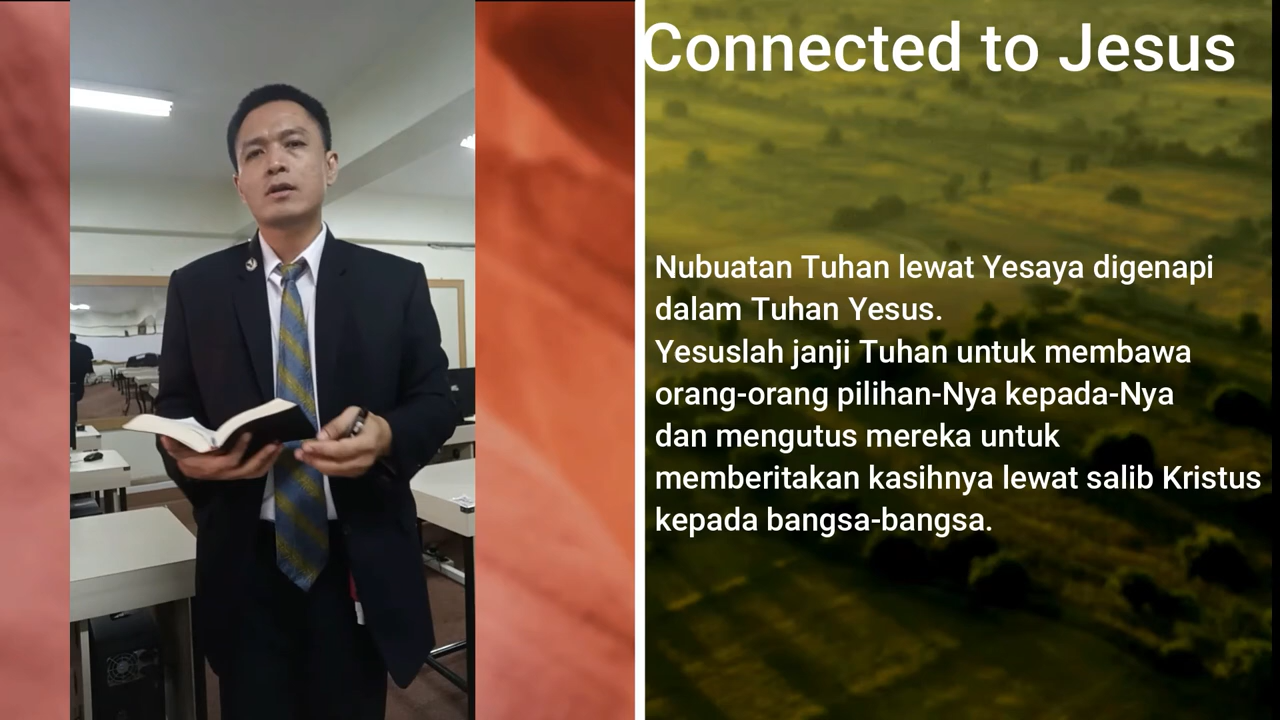 Connected to Jesus
Nubuatan Tuhan lewat Yesaya digenapi
dalam Tuhan Yesus.
Yesuslah janji Tuhan untuk membawa
orang-orang pilihan-Nya kepada-Nya
dan mengutus mereka untuk
memberitakan kasihnya lewat salib Kristus
kepada bangsa-bangsa.